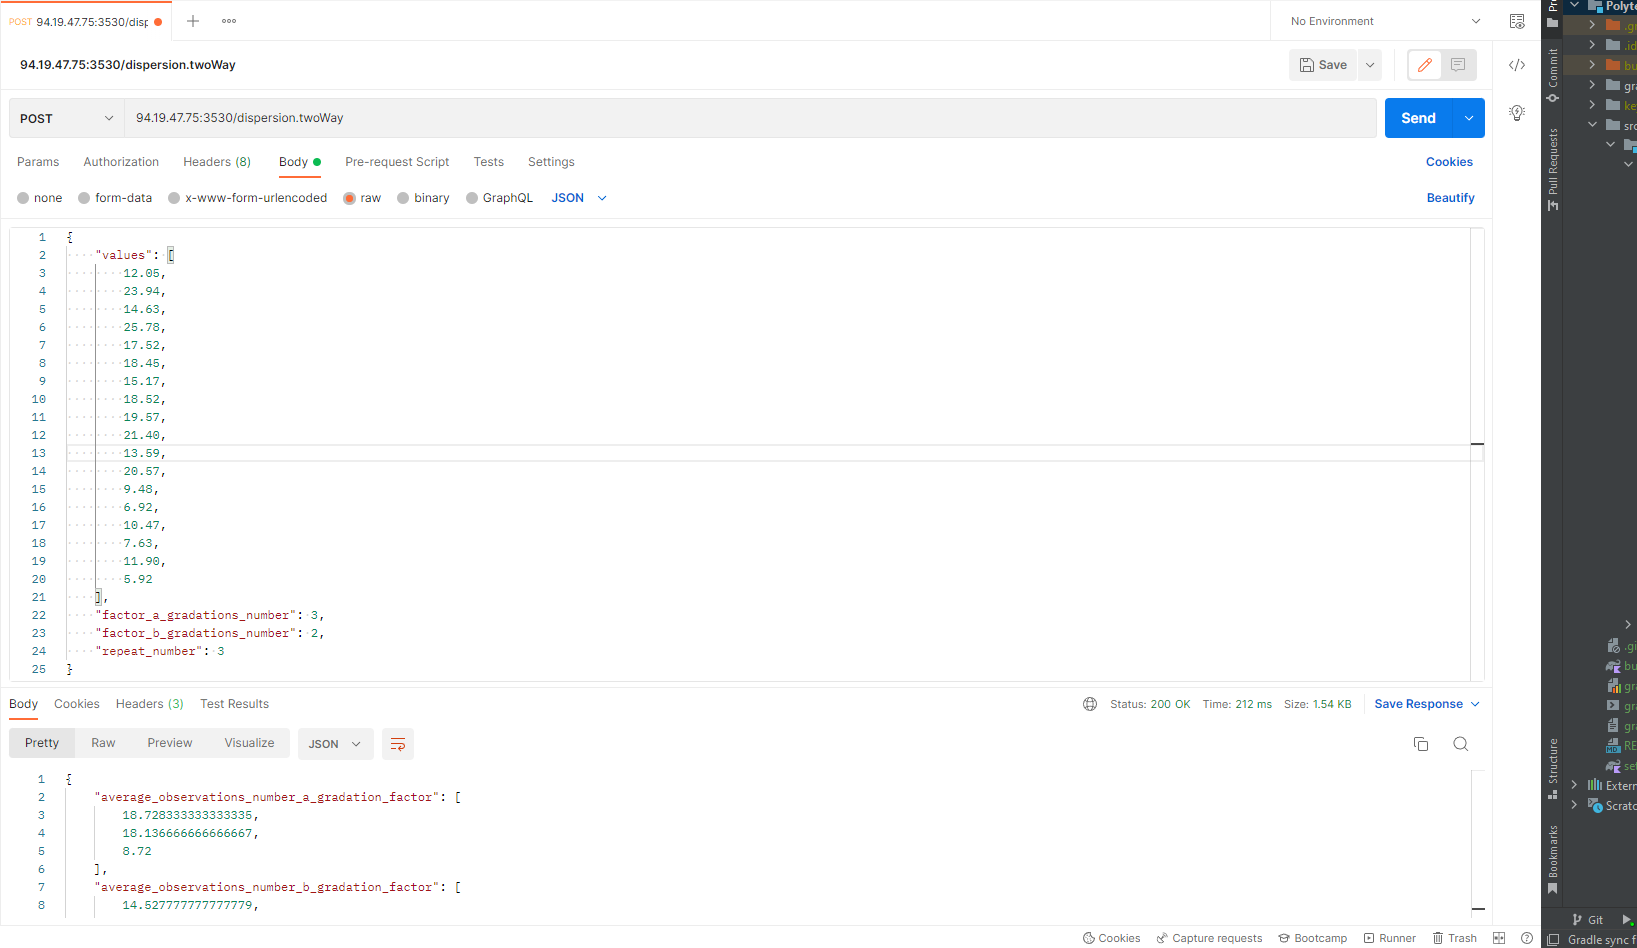 POST 94.19.47.75:3530/disp
No Environment
94.19.47.75:3530/dispersion.twoWay
Save
POST
94.19.47.75:3530/dispersion.twoWay
Send
Params Authorization Headers (8) Body Pre-request Script Tests Settings Cookies
none form-data x-www-form-urlencoded raw binary GraphQL JSON Beautify
1 {
2 "values": [
3 12.05,
4 23.94,
5 14.63,
6 25.78,
7 17.52,
8 18.45,
9 15.17,
10 18.52,
11 19.57,
12 21.40,
13 13.59,
14 20.57,
15 9.48,
16 6.92,
17 10.47,
18 7.63,
19 11.90,
20 5.92
21 ],
22 "factor_a_gradations_number": 3,
23 "factor_b_gradations_number": 2,
24 "repeat_number": 3
25 }
Body Cookies Headers (3) Test Results
Status: 200 OK Time: 212 ms Size: 1.54 KB Save Response
Pretty Raw Preview Visualize JSON
1 {
2 "average_observations_number_a_gradation_factor": [
3 18.728333333333335,
4 18.136666666666667,
5 8.72
6 ],
7 "average_observations_number_b_gradation_factor": [
8 14.527777777777779,
Cookies Capture requests Bootcamp Runner Trash
Commit
Pull Requests
Structure
Bookmarks
Polyte
.g
.id
bu
gra
ke
src
.gi
bu
gra
gra
gra
RE
set
Extern
Scratc
Git
Gradle sync f